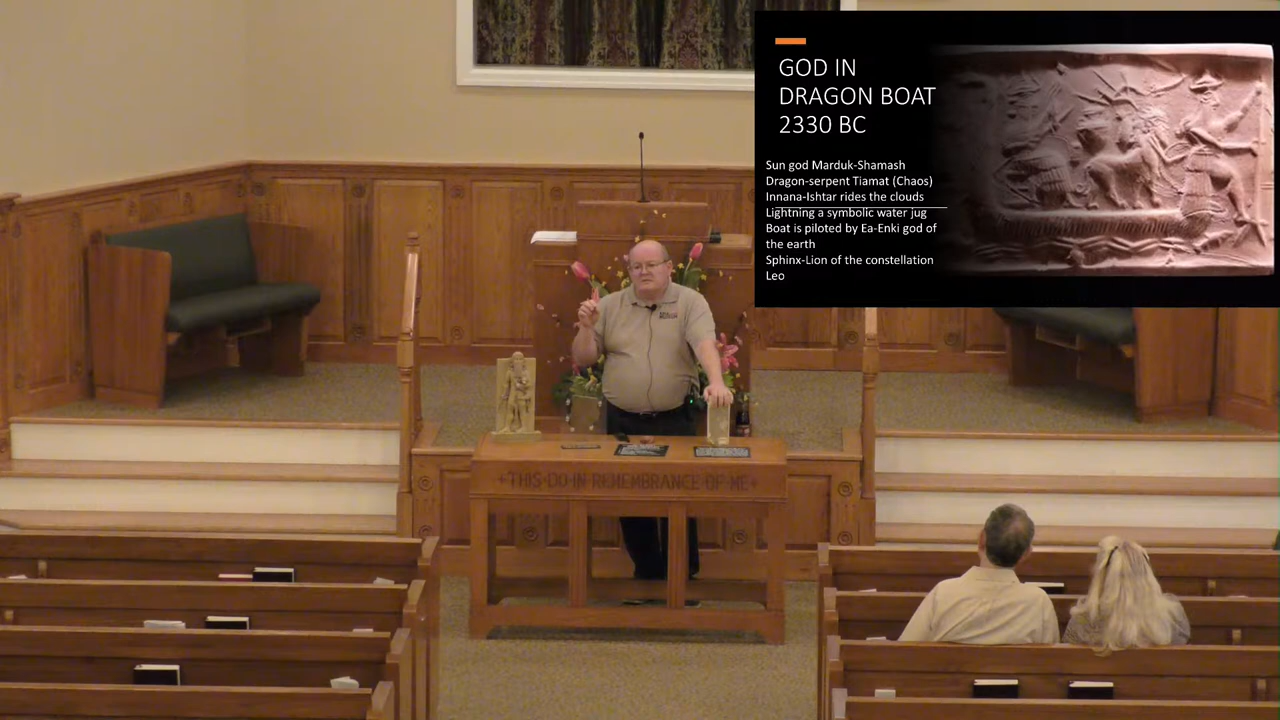 GOD IN
DRAGON BOAT
2330 BC
Sun god Marduk-Shamash
Dragon-serpent Tiamat (Chaos)
Innana-Ishtar rides the clouds
Lightning a symbolic water jug
Boat is piloted by Ea-Enki god of
the earth
Sphinx-Lion of the constellation
Leo
+THIS·DO·IN·REMEMBRANCE·OF·ME+